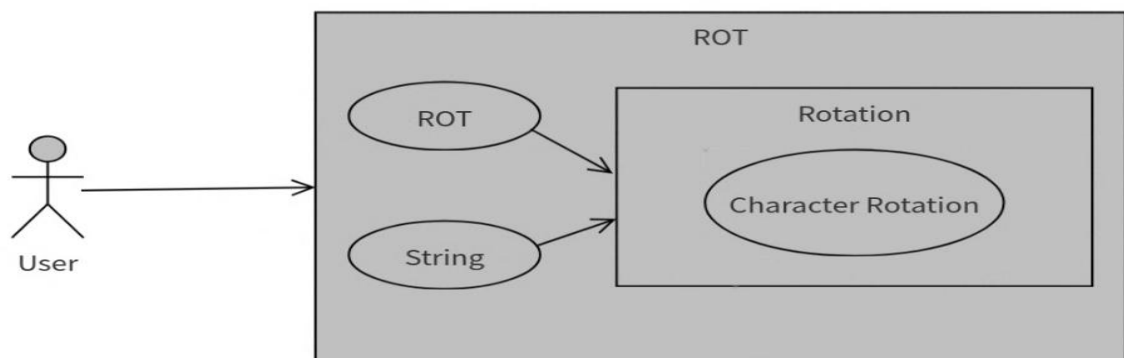 ROT
ROT
Rotation
Character Rotation
String
User